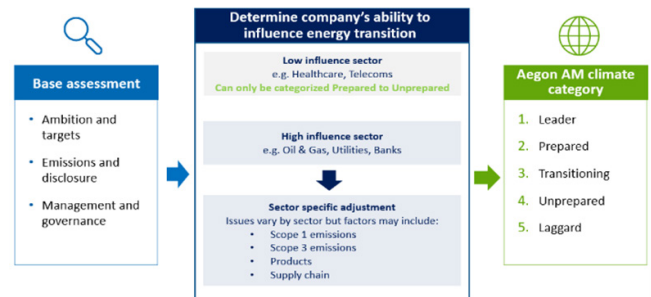 Base assessment
• Ambition and
targets
• Emissions and
disclosure
• Management and
governance
Determine company's ability to
influence energy transition
Low influence sector
e.g. Healthcare, Telecoms
Can only be categorized Prepared to Unprepared
High influence sector
e.g. Oil & Gas, Utilities, Banks
Sector specific adjustment
Issues vary by sector but factors may include:
• Scope 1 emissions
• Scope 3 emissions
• Products
• Supply chain
Aegon AM climate
category
1. Leader
2. Prepared
3. Transitioning
4. Unprepared
5. Laggard